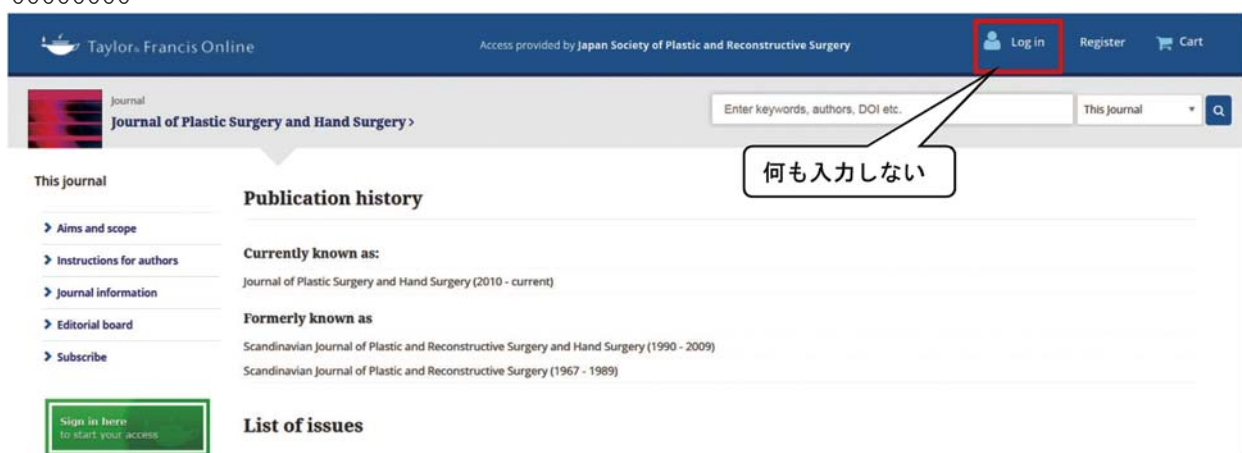 Taylor & Francis Online
Access provided by Japan Society of Plastic and Reconstructive Surgery
Log in
Register
Cart
Journal
Journal of Plastic Surgery and Hand Surgery >
Enter keywords, authors, DOI etc.
This Journal
何も入力しない
This journal
Aims and scope
Instructions for authors
Journal information
Editorial board
Subscribe
Sign in here
to start your access
Publication history
Currently known as:
Journal of Plastic Surgery and Hand Surgery (2010 - current)
Formerly known as
Scandinavian Journal of Plastic and Reconstructive Surgery and Hand Surgery (1990 - 2009)
Scandinavian Journal of Plastic and Reconstructive Surgery (1967 - 1989)
List of issues